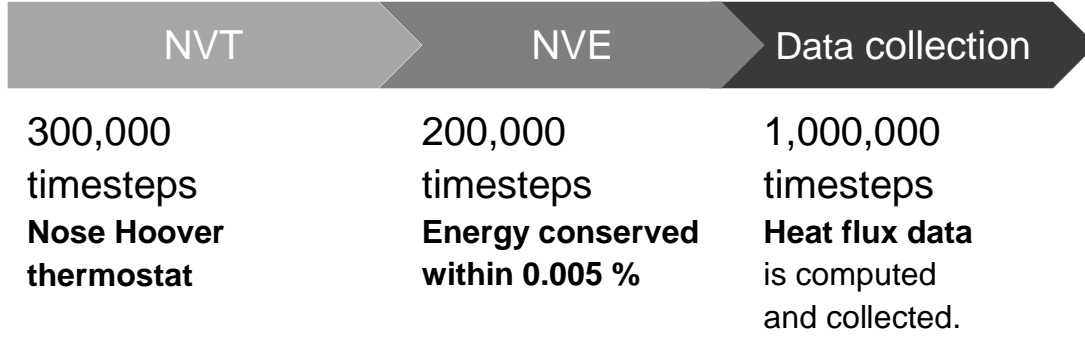 NVT
NVE
Data collection
300,000
timesteps
Nose Hoover
thermostat
200,000
timesteps
Energy conserved
within 0.005 %
1,000,000
timesteps
Heat flux data
is computed
and collected.